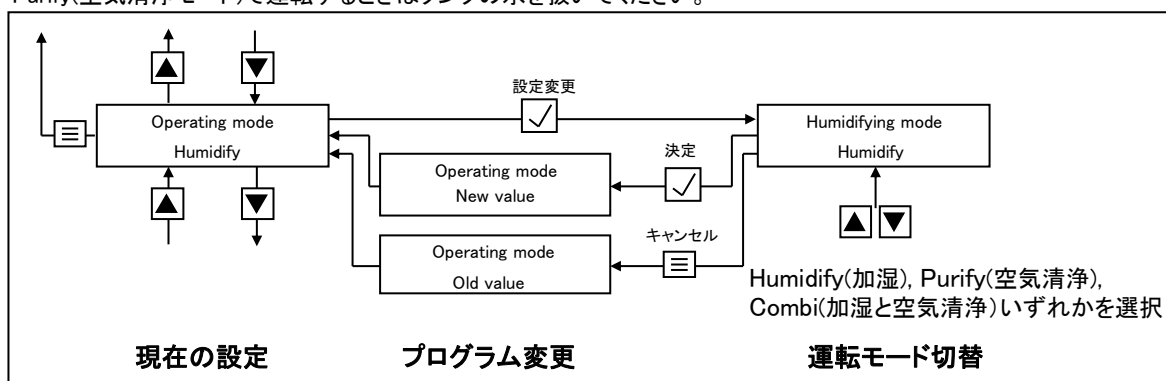 Purify(空気清浄モード)で運転するときはタンクの水を抜いてください。
設定変更
Operating mode
Humidify
Humidifying mode
Humidify
決定
Operating mode
New value
キャンセル
Operating mode
Old value
Humidify(加湿), Purify(空気清浄),
Combi(加湿と空気清浄)いずれかを選択
現在の設定
プログラム変更
運転モード切替